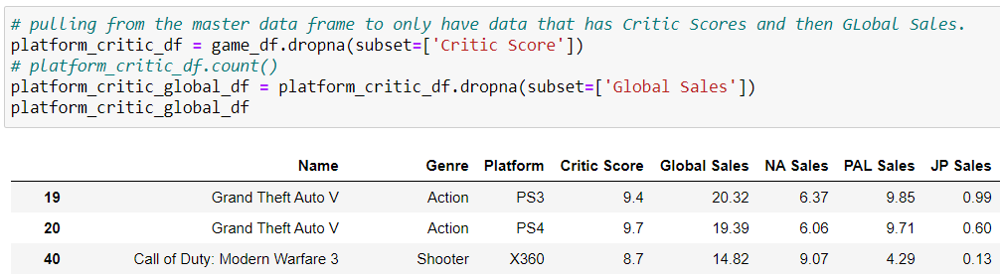 # pulling from the master data frame to only have data that has Critic Scores and then GLobal Sales.
platform_critic_df = game_df.dropna(subset=['Critic Score'])
# platform_critic_df.count()
platform_critic_global_df = platform_critic_df.dropna(subset=['Global Sales'])
platform_critic_global_df
Name Genre Platform Critic Score Global Sales NA Sales PAL Sales JP Sales
19 Grand Theft Auto V Action PS3 9.4 20.32 6.37 9.85 0.99
20 Grand Theft Auto V Action PS4 9.7 19.39 6.06 9.71 0.60
40 Call of Duty: Modern Warfare 3 Shooter X360 8.7 14.82 9.07 4.29 0.13